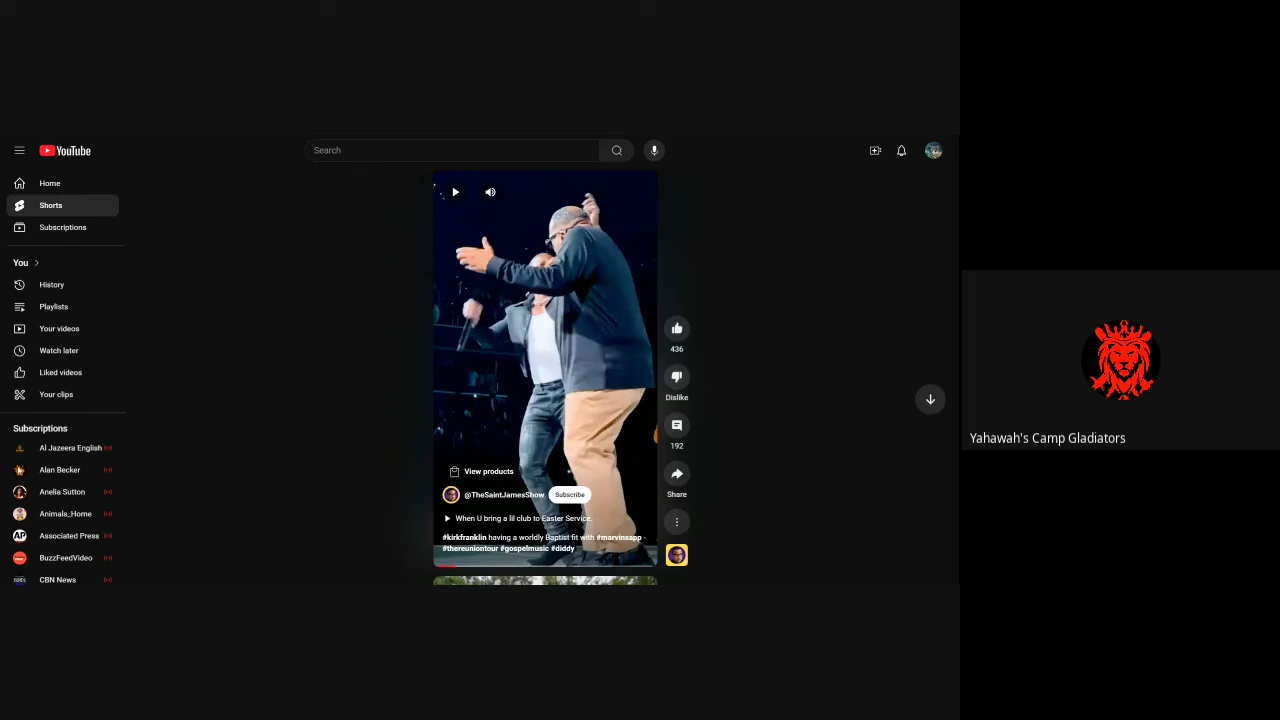 YouTube
Search
Home
Shorts
Subscriptions
You
History
Playlists
Your videos
Watch later
Liked videos
Your clips
Subscriptions
Al Jazeera English
Alan Becker
Anelia Sutton
Animals_Home
AP
Associated Press
BuzzFeedVideo
CBN News
View products
@TheSaintJamesShow
Subscribe
When U bring a lil club to Easter Service.
#kirkfranklin having a worldly Baptist fit with #marvinsapp -
#thereuniontour #gospelmusic #diddy
436
Dislike
192
Share
Yahawah's Camp Gladiators